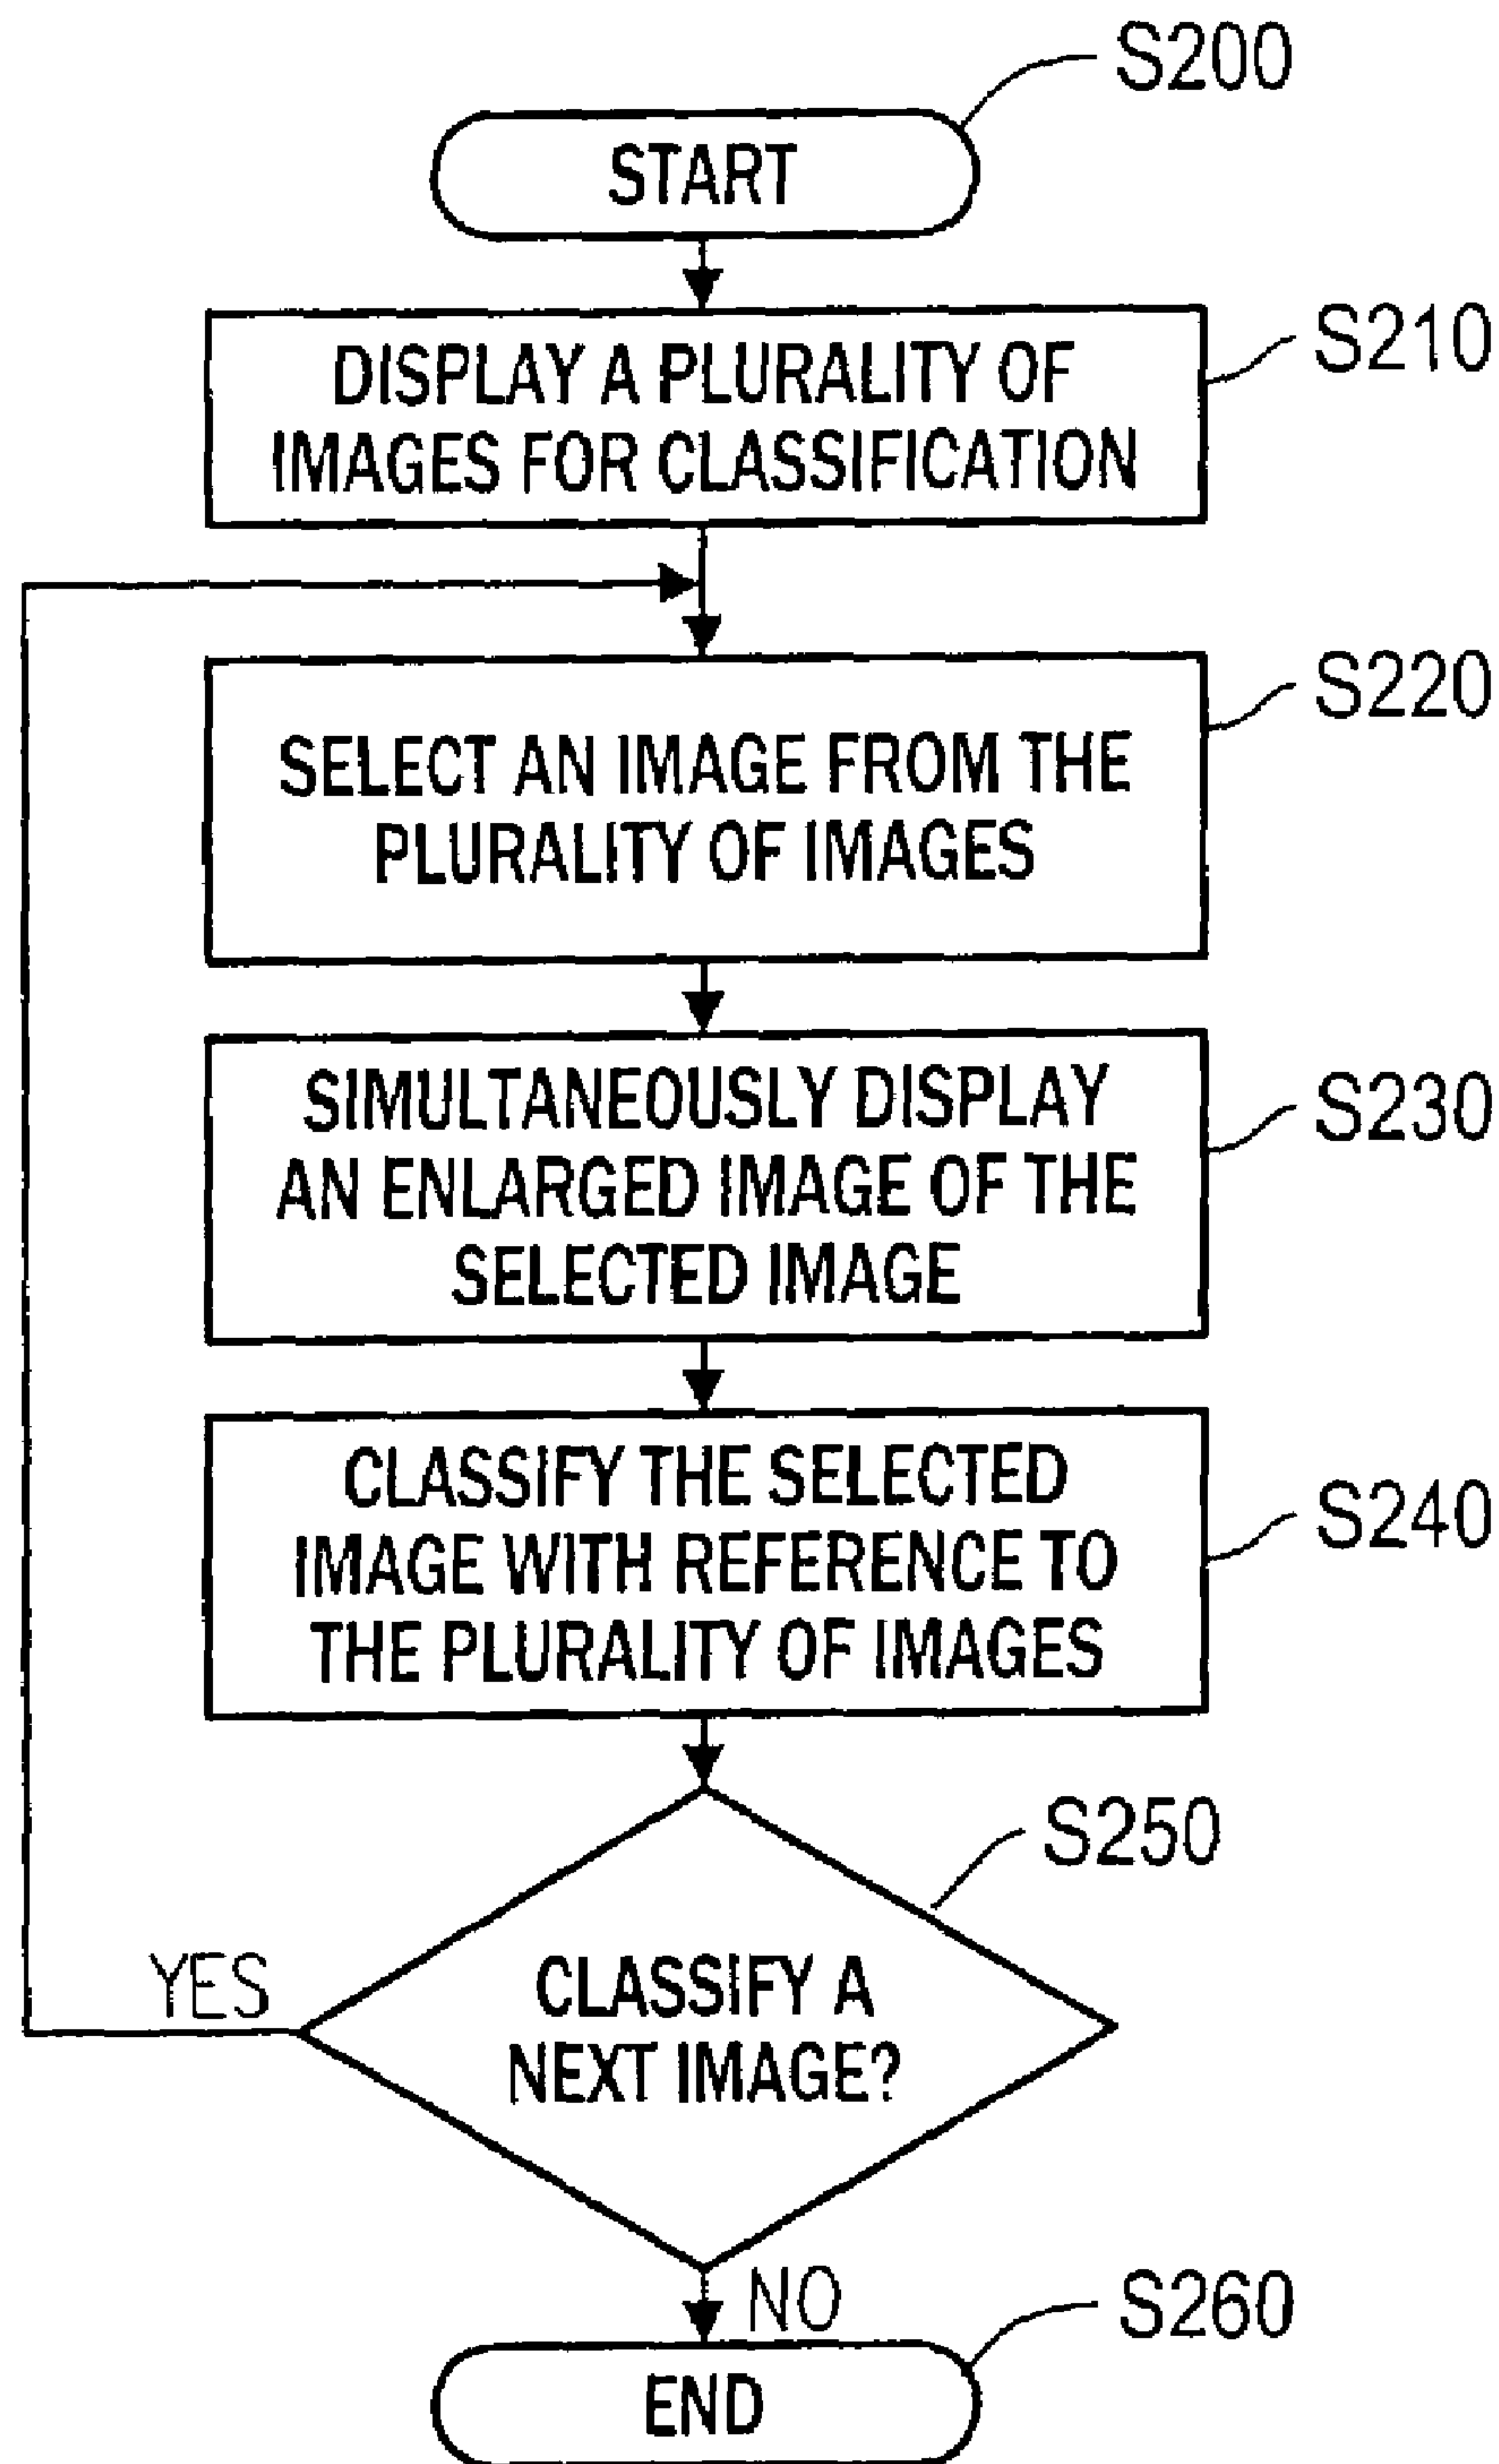 S200
START
S210
DISPLAY A PLURALITY OF
IMAGES FOR CLASSIFICATION
S220
SELECT AN IMAGE FROM THE
PLURALITY OF IMAGES
S230
SIMULTANEOUSLY DISPLAY
AN ENLARGED IMAGE OF THE
SELECTED IMAGE
S240
CLASSIFY THE SELECTED
IMAGE WITH REFERENCE TO
THE PLURALITY OF IMAGES
S250
YES
CLASSIFY A
NEXT IMAGE?
NO
S260
END